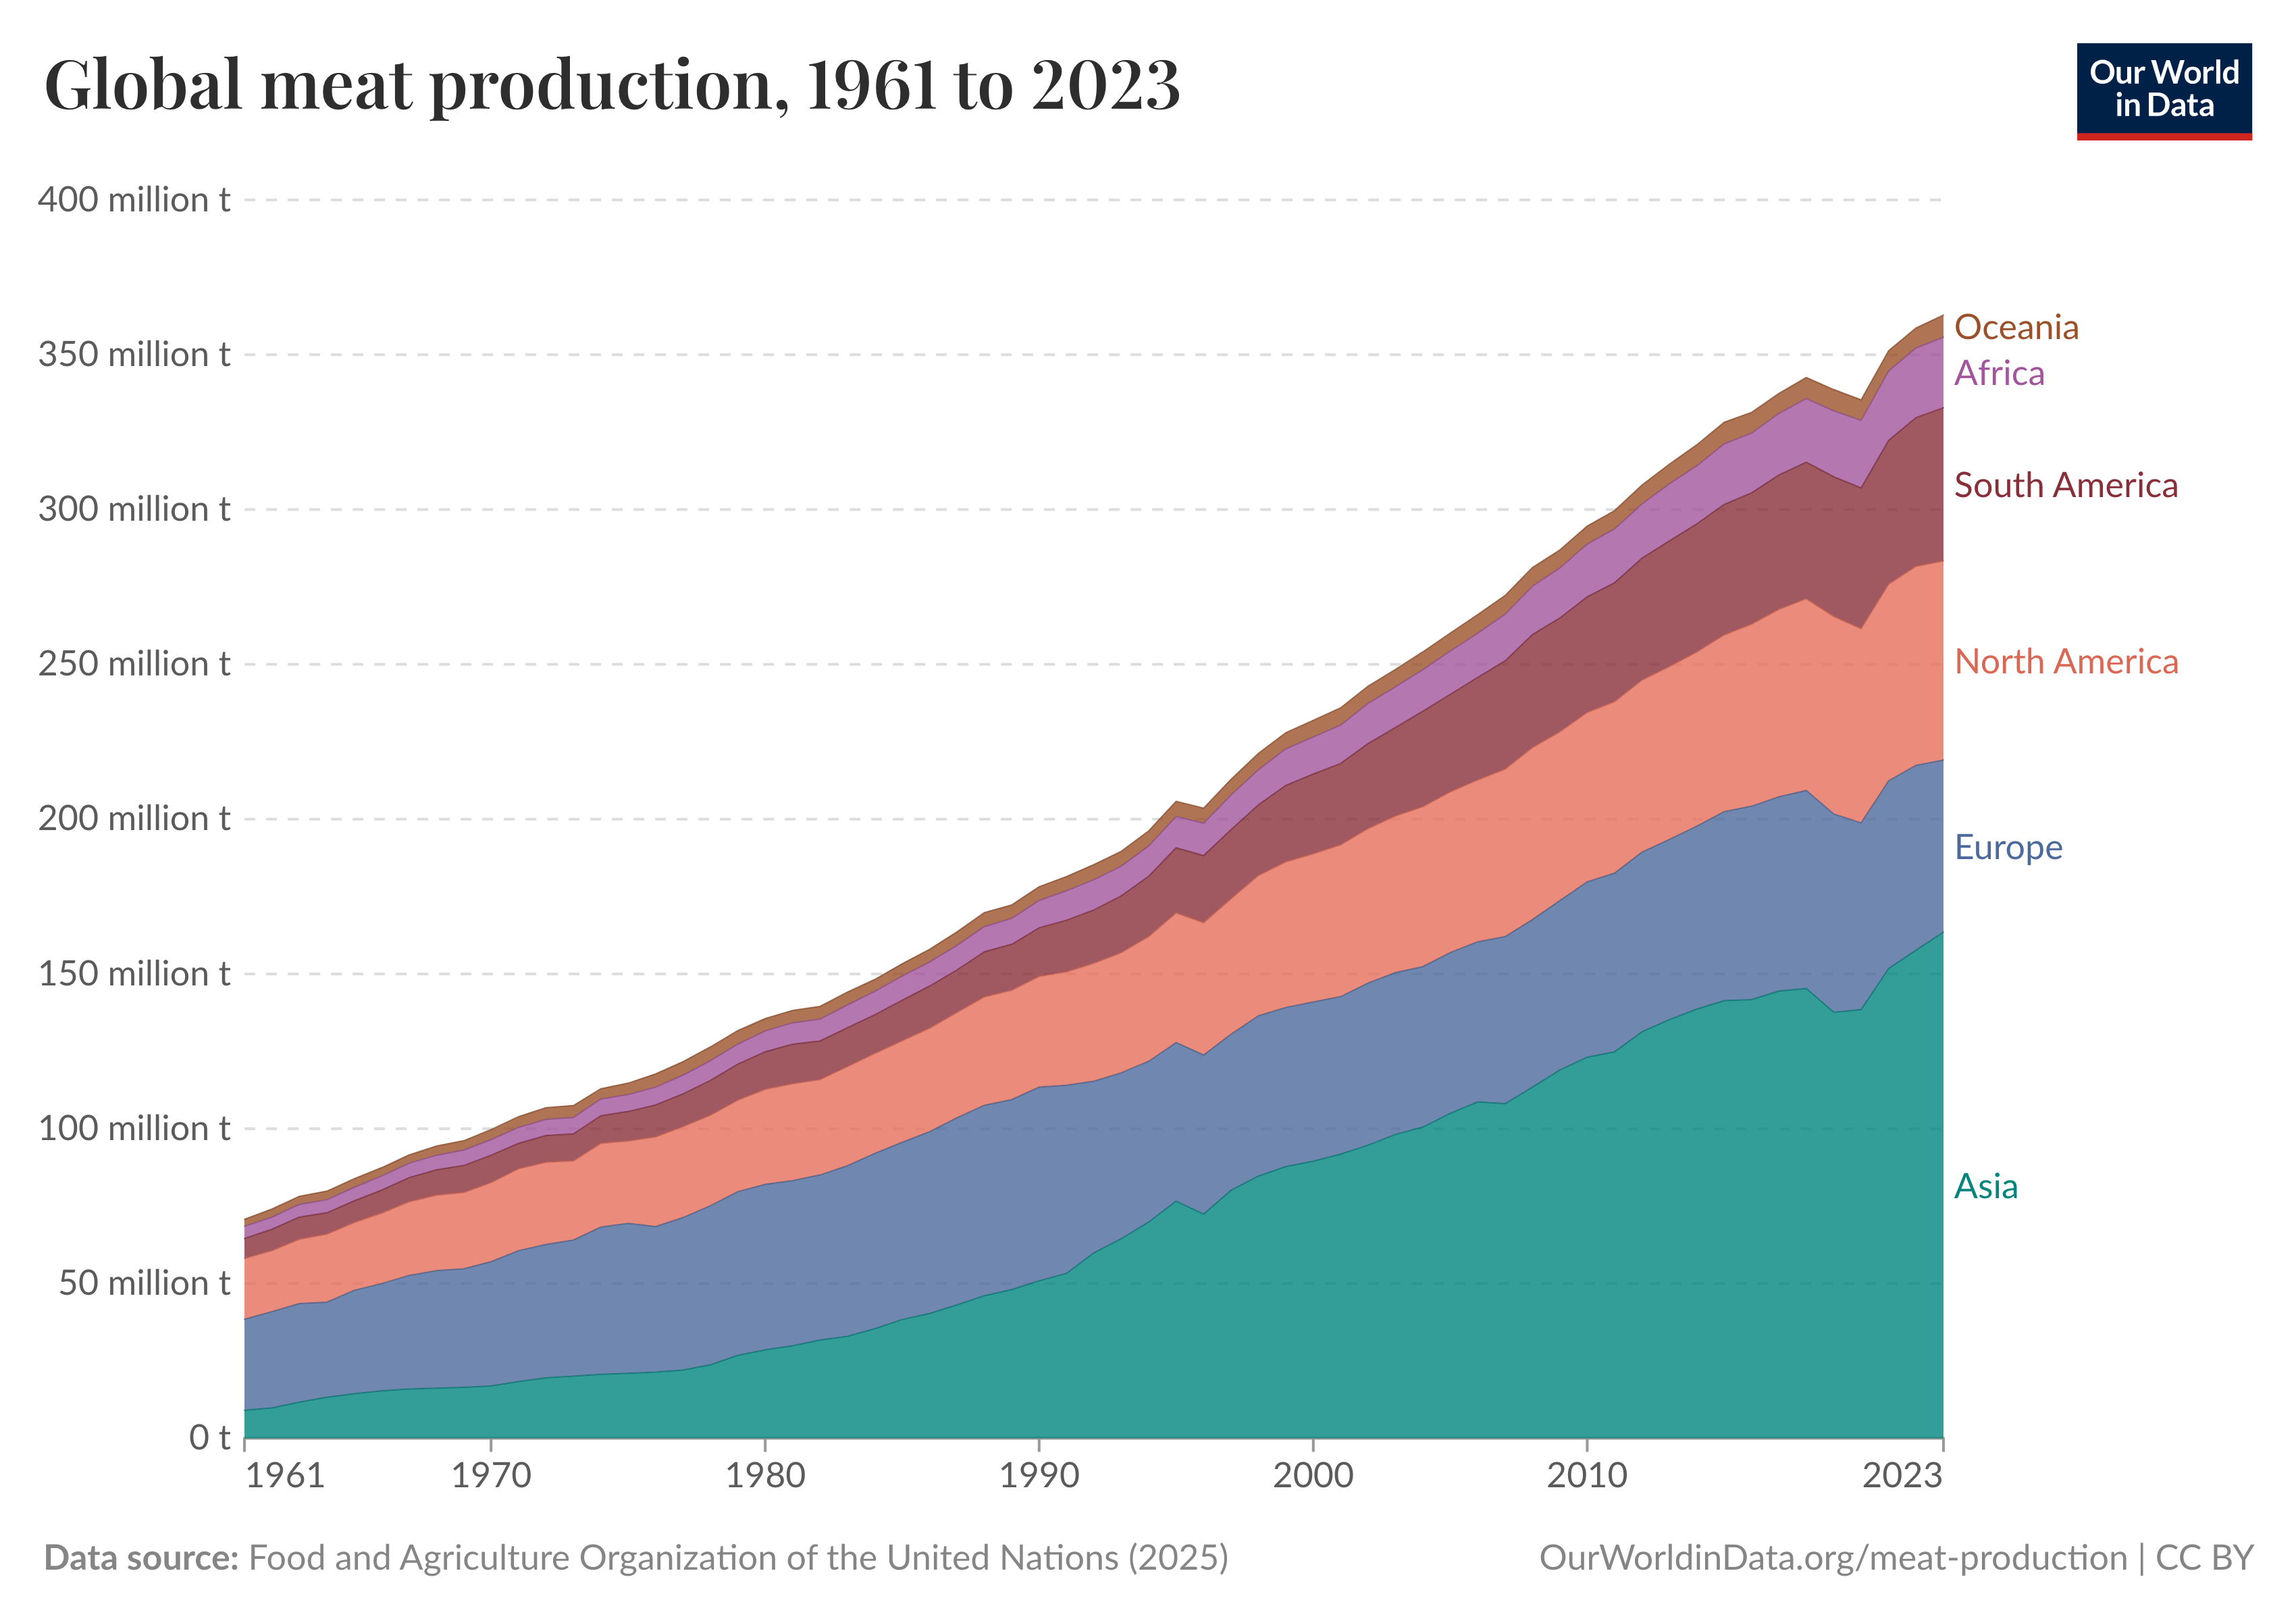 Global meat production, 1961 to 2023
Our World
in Data
400 million t
350 million t
300 million t
250 million t
200 million t
150 million t
100 million t
50 million t
0 t
Oceania
Africa
South America
North America
Europe
Asia
1961 1970 1980 1990 2000 2010 2023
Data source: Food and Agriculture Organization of the United Nations (2025)
OurWorldinData.org/meat-production | CC BY